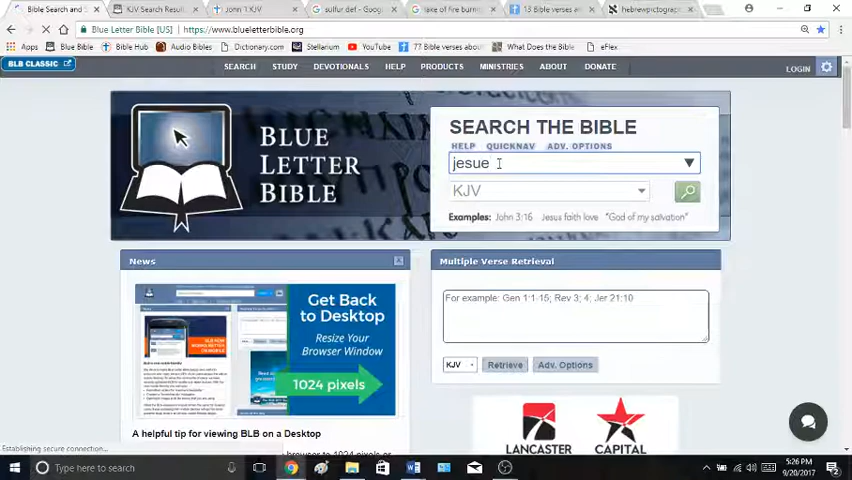 Bible Search and S
KJV Search Result
John 1:KJV
sulfur def - Goog
lake of fire burnin
13 Bible verses a
hebrewpictograp
Blue Letter Bible [US] https://www.blueletterbible.org
Apps Blue Bible Bible Hub Audio Bibles Dictionary.com Stellarium YouTube 77 Bible verses about What Does the Bible eFlex
BLB CLASSIC
SEARCH STUDY DEVOTIONALS HELP PRODUCTS MINISTRIES ABOUT DONATE
LOGIN
BLUE
LETTER
BIBLE
SEARCH THE BIBLE
HELP QUICKNAV ADV. OPTIONS
jesue
KJV
Examples: John 3:16 Jesus faith love "God of my salvation"
News
Get Back
to Desktop
Resize Your
Browser Window
1024 pixels
A helpful tip for viewing BLB on a Desktop
Multiple Verse Retrieval
For example: Gen 1:1-15; Rev 3; 4; Jer 21:10
KJV Retrieve Adv. Options
LANCASTER CAPITAL
Establishing secure connection...
Type here to search
5:26 PM
9/20/2017